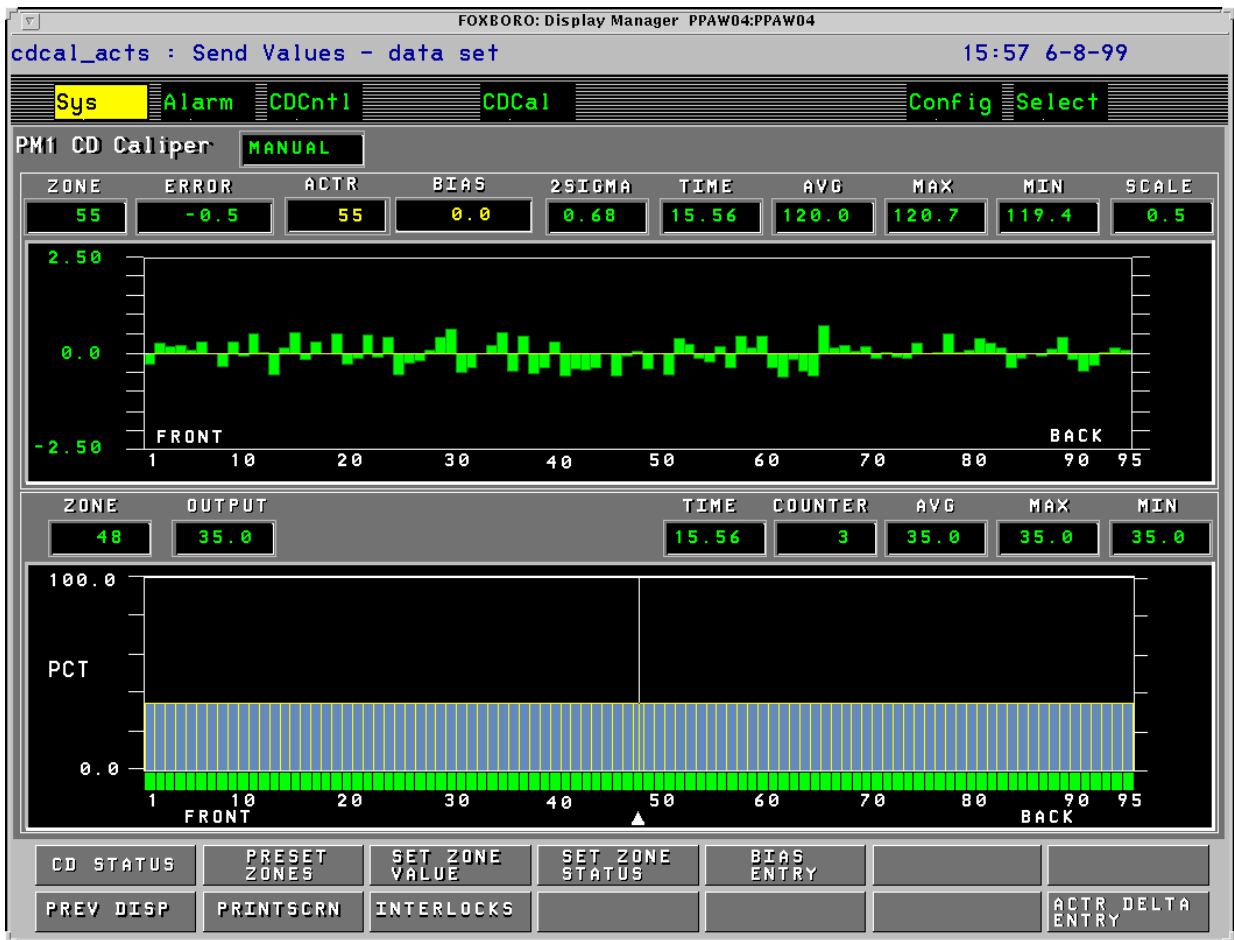 FOXBORO: Display Manager PPAW04:PPAW04
cdcal_acts : Send Values - data set 15:57 6-8-99
Sys Alarm CDCntl CDCal Config Select
PM1 CD Caliper MANUAL
ZONE ERROR ACTR BIAS 2SIGMA TIME AVG MAX MIN SCALE
55 -0.5 55 0.0 0.68 15.56 120.0 120.7 119.4 0.5
2.50
0.0
-2.50
FRONT BACK
1 10 20 30 40 50 60 70 80 90 95
ZONE OUTPUT TIME COUNTER AVG MAX MIN
48 35.0 15.56 3 35.0 35.0 35.0
100.0
PCT
0.0
1 10 20 30 40 50 60 70 80 90 95
FRONT BACK
CD STATUS PRESET ZONES SET ZONE VALUE SET ZONE STATUS BIAS ENTRY
PREV DISP PRINTSCRN INTERLOCKS ACTR DELTA ENTRY